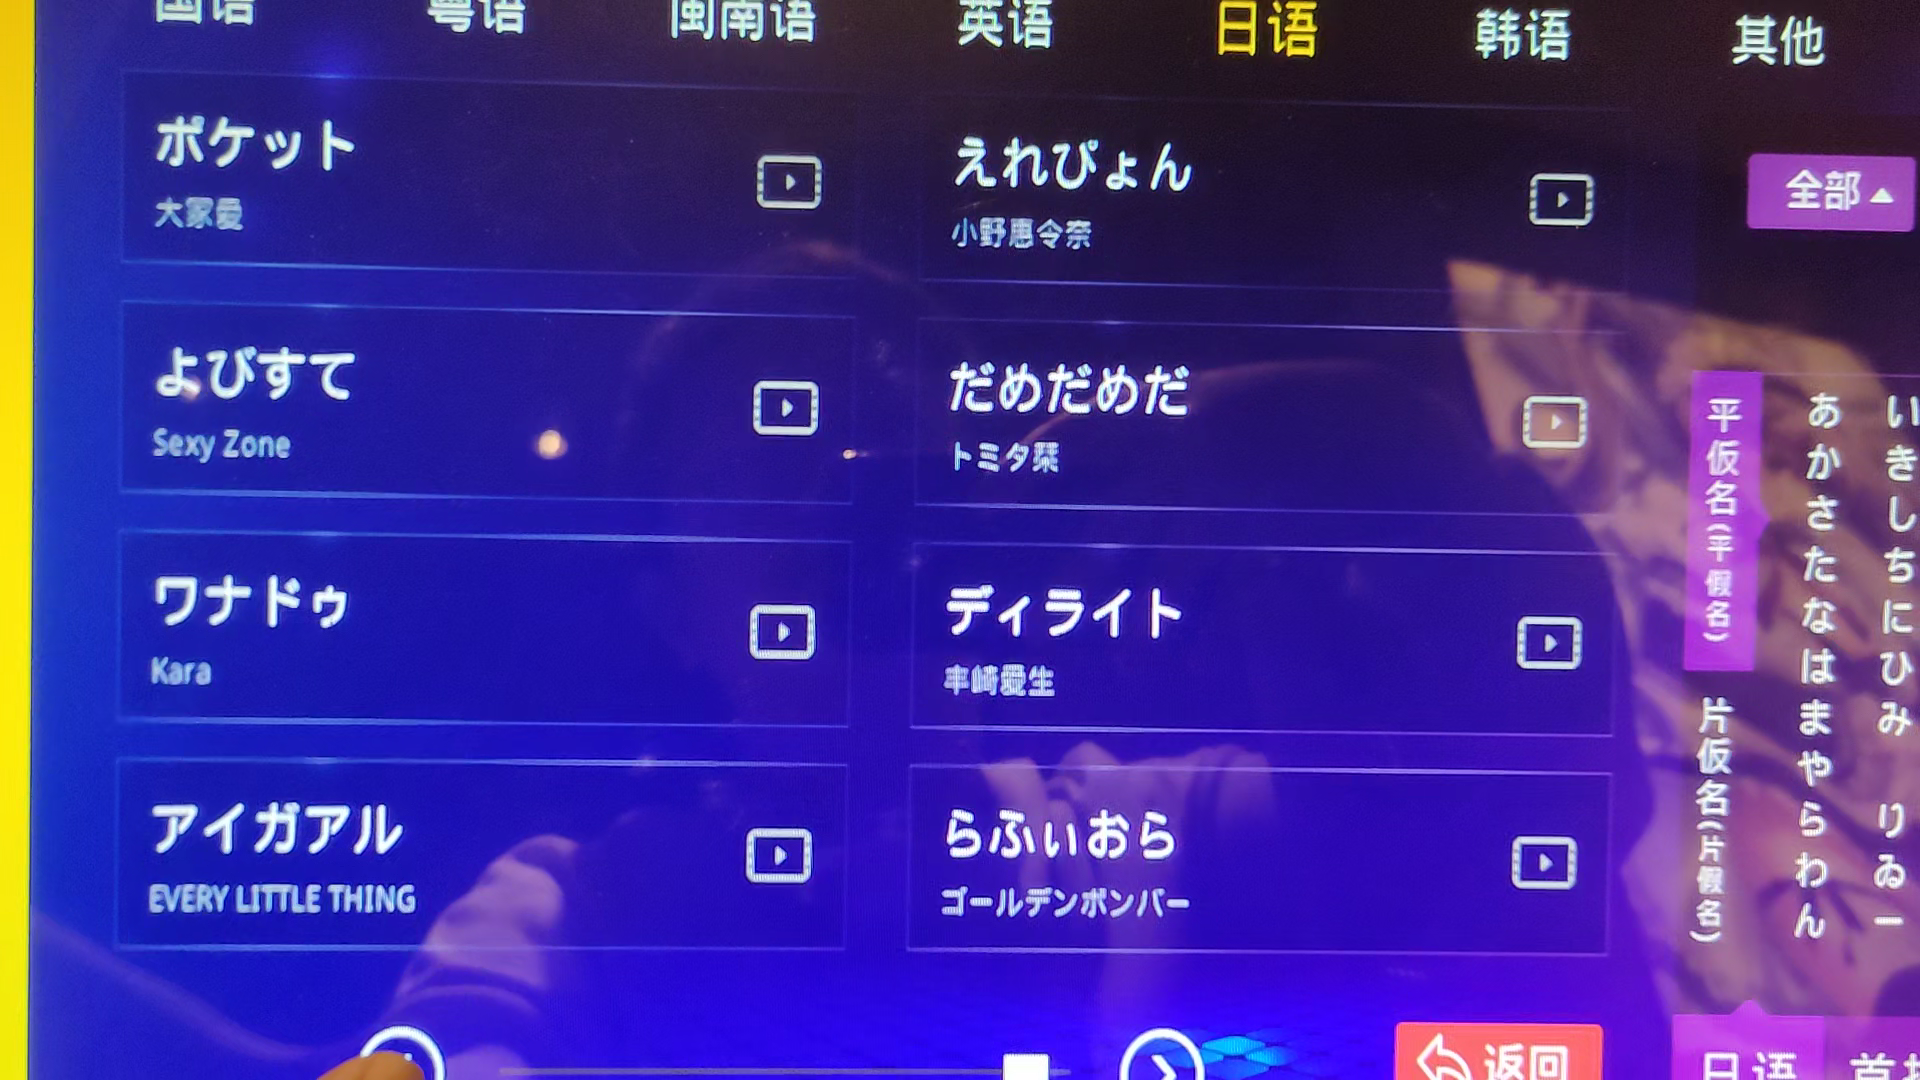 国语 粤语 闽南语 英语 日语 韩语 其他
ポケット
大冢愛
えれぴょん
小野恵令奈
全部
よびすて
Sexy Zone
だめだめだ
トミタ栞
ワナドゥ
Kara
ディライト
丰崎愛生
アイガアル
EVERY LITTLE THING
らふぃおら
ゴールデンボンバー
平仮名(平假名)
片仮名(片假名)
あかさたなはまやらわん
いきしちにひみ りゐー
返回
日语
首